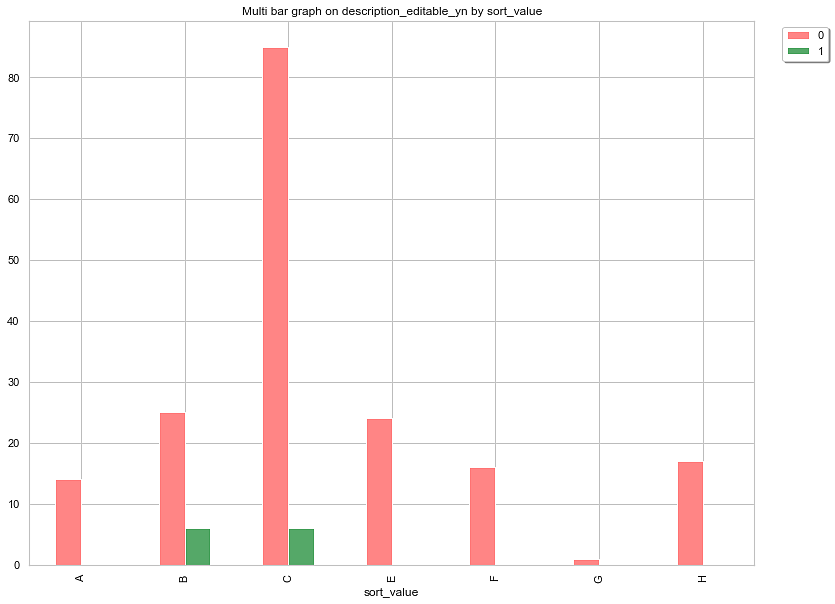 Multi bar graph on description_editable_yn by sort_value
0
1
80
70
60
50
40
30
20
10
0
A
B
C
E
F
G
H
sort_value